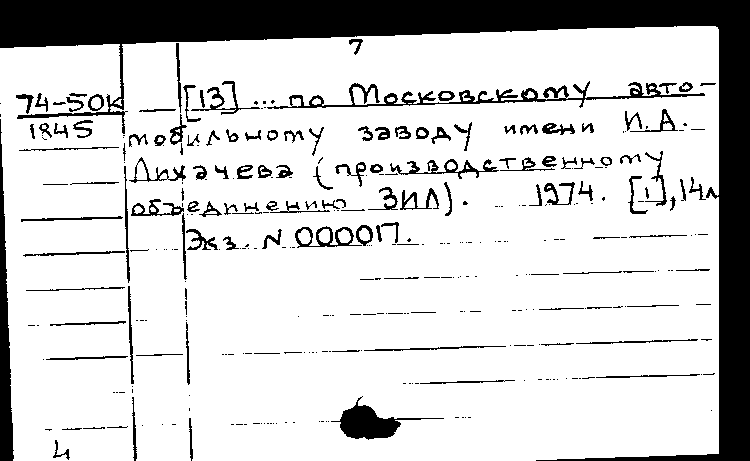 7
74-50К [13] ... по Московскому авто-
1845 мобильному заводу имени И.А.
Лихачева (производственному
объединению ЗИЛ). 1974. [1], 14л
Экз. N 000017.
4